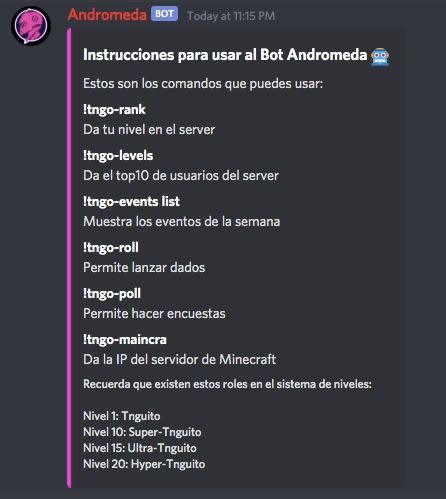 Andromeda BOT Today at 11:15 PM
Instrucciones para usar al Bot Andromeda 🤖
Estos son los comandos que puedes usar:
!tngo-rank
Da tu nivel en el server
!tngo-levels
Da el top10 de usuarios del server
!tngo-events list
Muestra los eventos de la semana
!tngo-roll
Permite lanzar dados
!tngo-poll
Permite hacer encuestas
!tngo-maincra
Da la IP del servidor de Minecraft
Recuerda que existen estos roles en el sistema de niveles:
Nivel 1: Tnguito
Nivel 10: Super-Tnguito
Nivel 15: Ultra-Tnguito
Nivel 20: Hyper-Tnguito